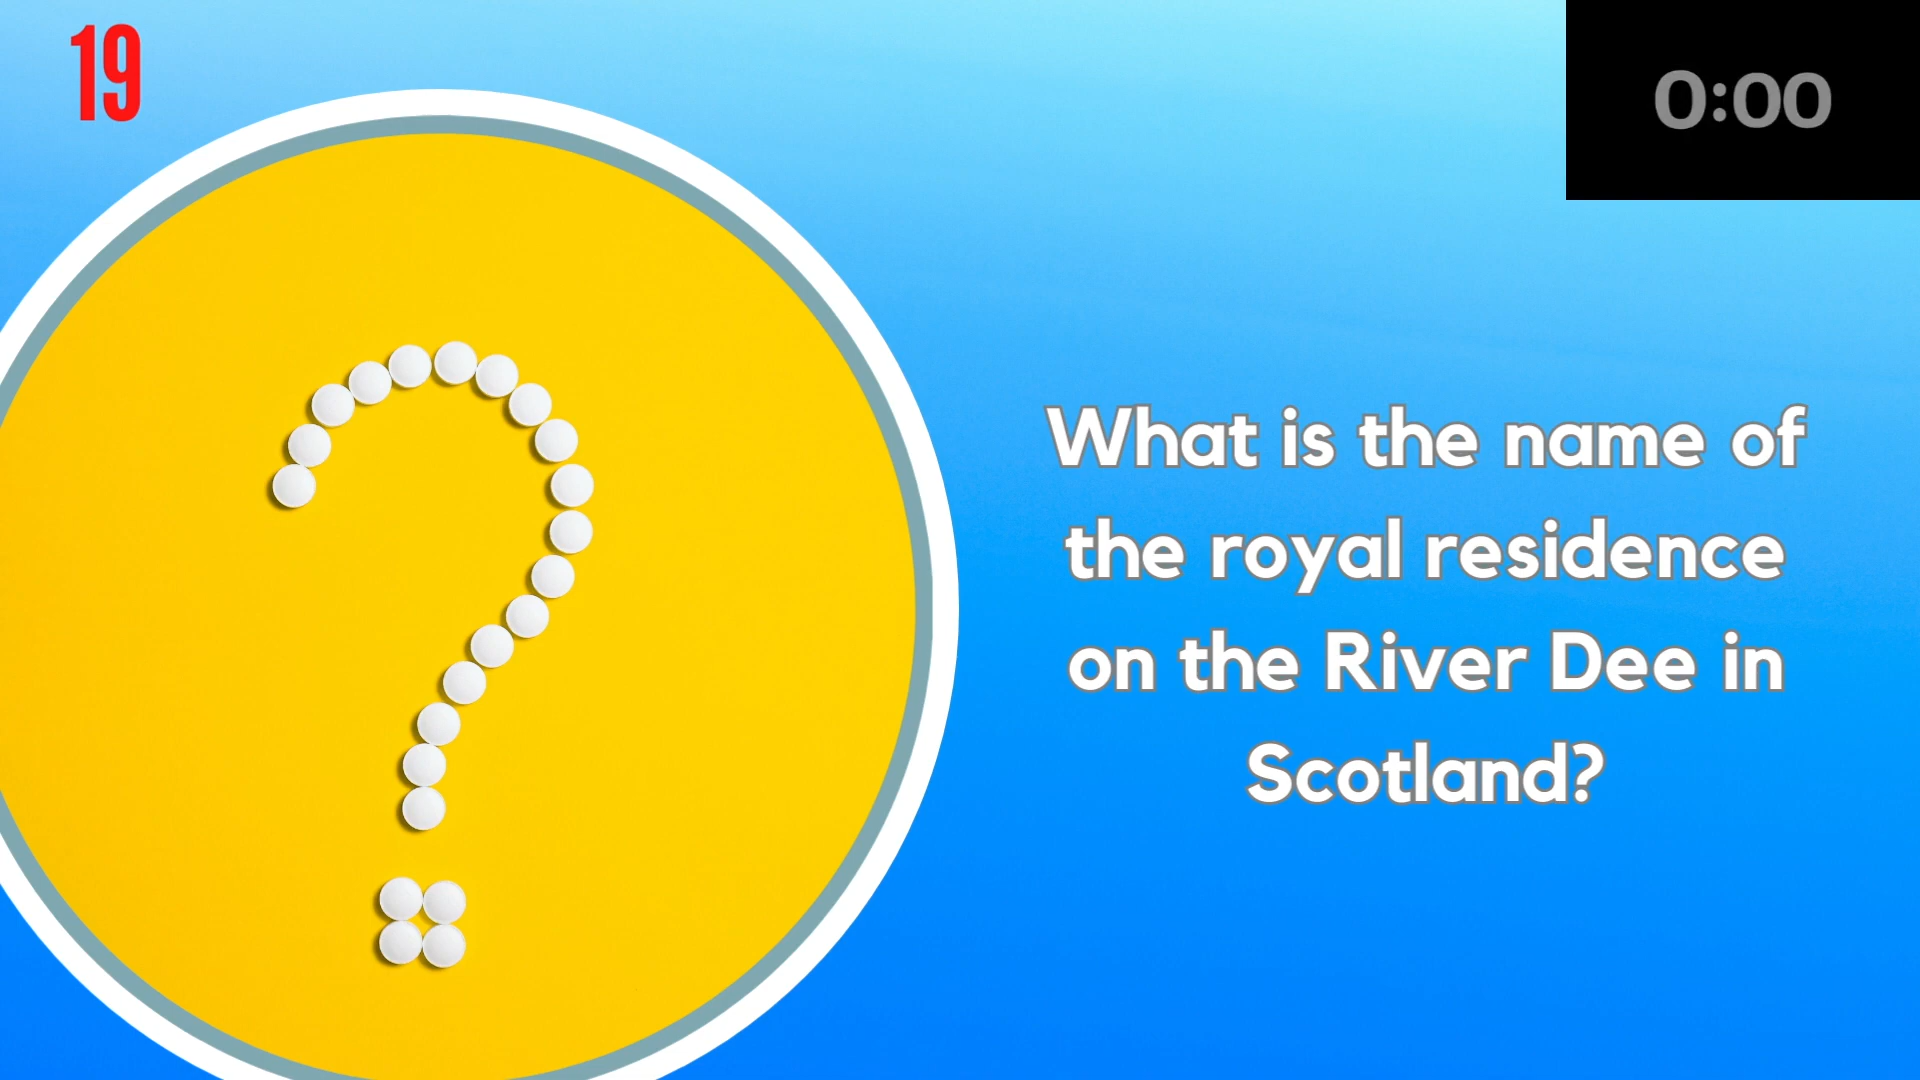 19
0:00
What is the name of
the royal residence
on the River Dee in
Scotland?